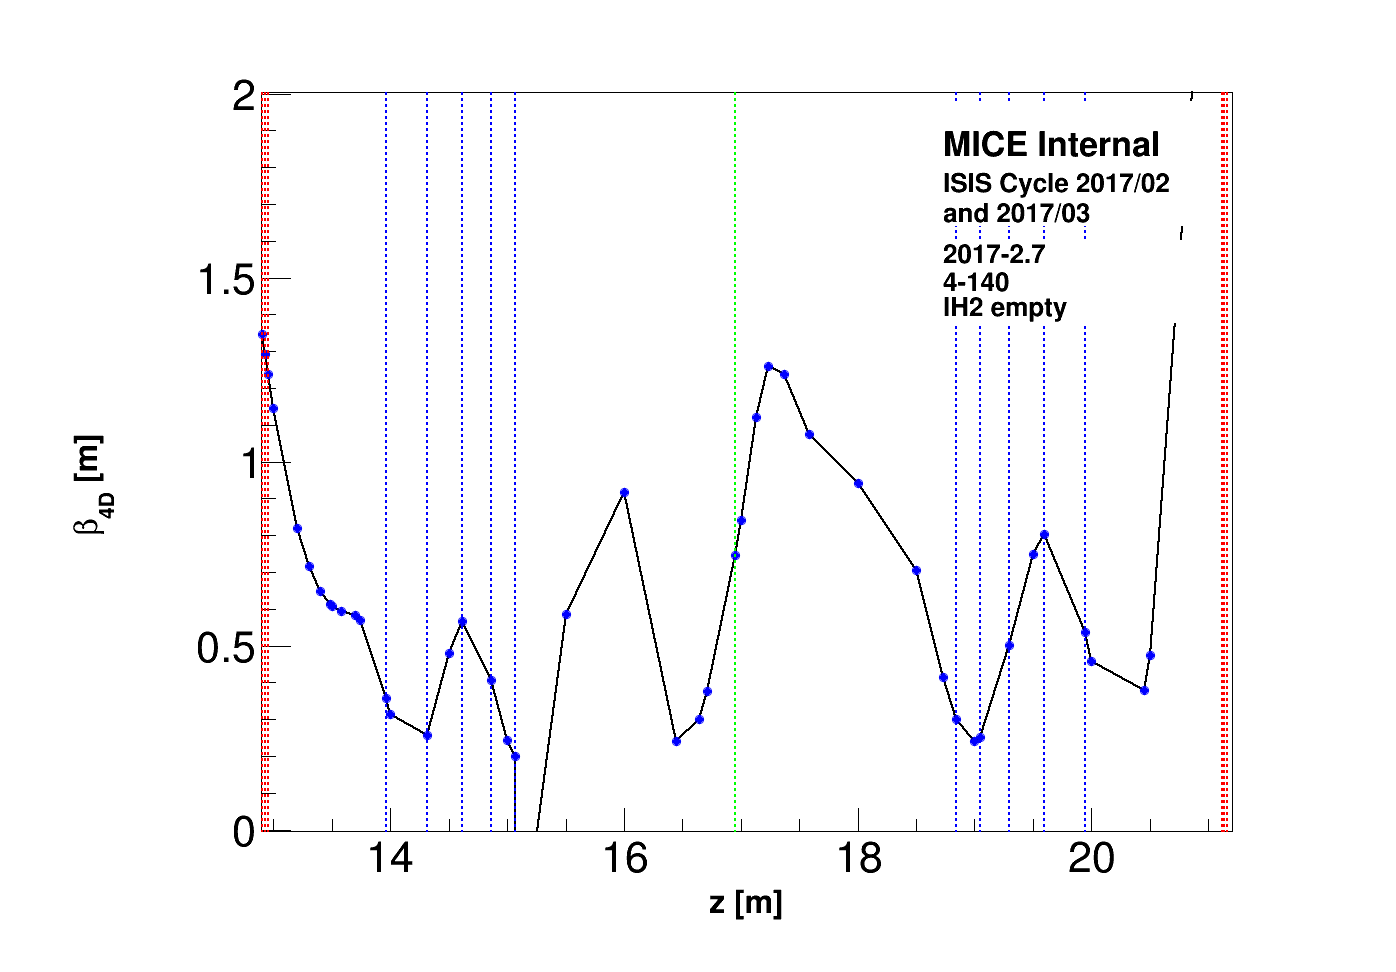 2
1.5
1
0.5
0
β4D [m]
MICE Internal
ISIS Cycle 2017/02
and 2017/03
2017-2.7
4-140
IH2 empty
14 16 18 20
z [m]